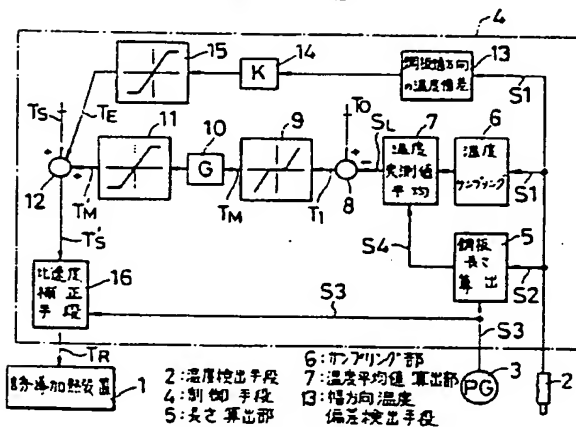 4
15
14
K
鋼板幅方向
の温度偏差
13
S1
TS
TE
11
10
G
9
TO
SL
7
温度
実測値
平均
6
温度
サンプリング
S1
12
T'M
TM
T1
8
T'S
S4
5
鋼板
長さ
算出
S2
比速度
補正
手段
16
S3
S3
TR
誘導加熱装置
1
PG
3
2
2:温度検出手段
4:制御手段
5:長さ算出部
6:サンプリング部
7:温度平均値算出部
13:幅方向温度
偏差検出手段